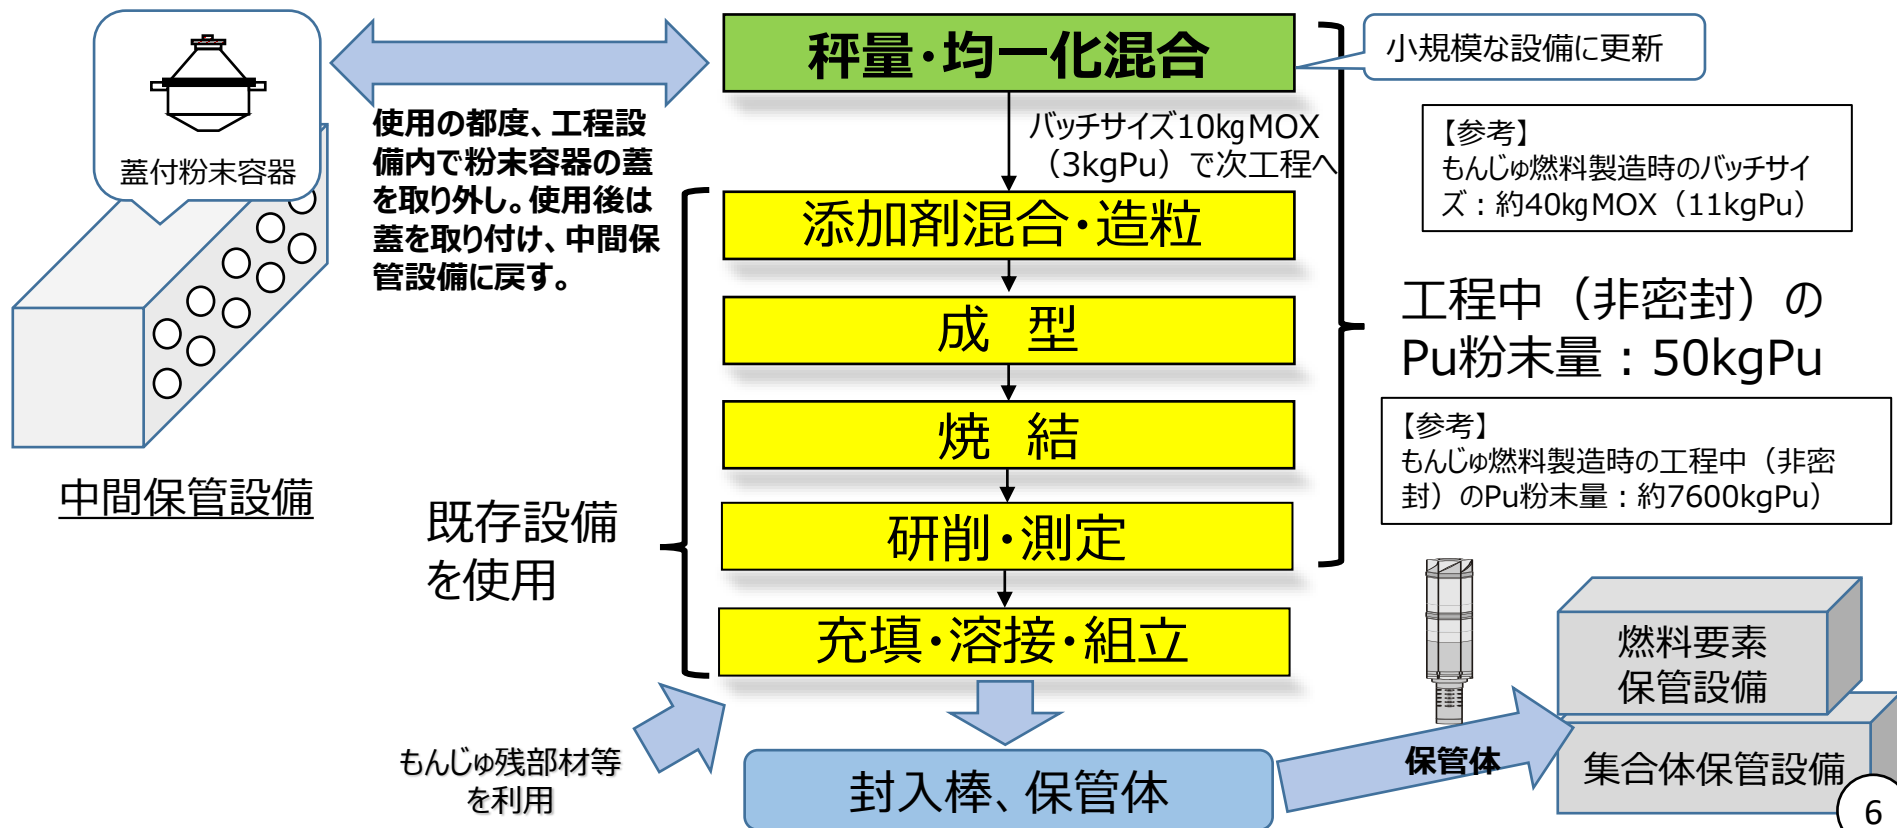 蓋付粉末容器
中間保管設備
使用の都度、工程設
備内で粉末容器の蓋
を取り外し。使用後は
蓋を取り付け、中間保
管設備に戻す。
秤量・均一化混合
小規模な設備に更新
バッチサイズ10kgMOX
（3kgPu）で次工程へ
添加剤混合・造粒
成　型
焼　結
研削・測定
充填・溶接・組立
既存設備
を使用
【参考】
もんじゅ燃料製造時のバッチサイ
ズ：約40kgMOX（11kgPu）
工程中（非密封）の
Pu粉末量：50kgPu
【参考】
もんじゅ燃料製造時の工程中（非密
封）のPu粉末量：約7600kgPu）
もんじゅ残部材等
を利用
封入棒、保管体
保管体
燃料要素
保管設備
集合体保管設備
6